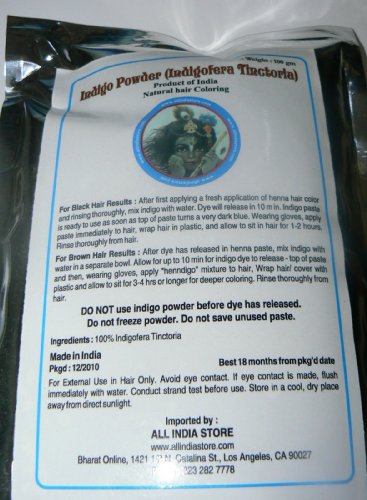 - Weight : 100 gm
Indigo Powder (Indigofera Tinctoria)
Product of India
Natural hair Coloring
For Black Hair Results : After first applying a fresh application of henna hair color
and rinsing thoroughly, mix indigo with water. Dye will release in 10 m in. Indigo paste
is ready to use as soon as top of paste turns a very dark blue. Wearing gloves, apply
paste immediately to hair, wrap hair in plastic, and allow to sit in hair for 1-2 hours.
Rinse thoroughly from hair.
For Brown Hair Results : After dye has released in henna paste, mix indigo with
water in a separate bowl. Allow for up to 10 min for indigo dye to release - top of paste
and then, wearing gloves, apply "henndigo" mixture to hair, Wrap hair/ cover with
plastic and allow to sit for 3-4 hrs or longer for deeper coloring. Rinse thoroughly from
hair.
DO NOT use indigo powder before dye has released.
Do not freeze powder. Do not save unused paste.
Ingredients : 100% Indigofera Tinctoria
Made in India
Pkgd : 12/2010
Best 18 months from pkg'd date
For External Use in Hair Only. Avoid eye contact. If eye contact is made, flush
immediately with water. Conduct strand test before use. Store in a cool, dry place
away from direct sunlight.
Imported by :
ALL INDIA STORE
www.allindiastore.com
Bharat Online, 1421 1/2 N. Catalina St., Los Angeles, CA 90027
223 282 7778